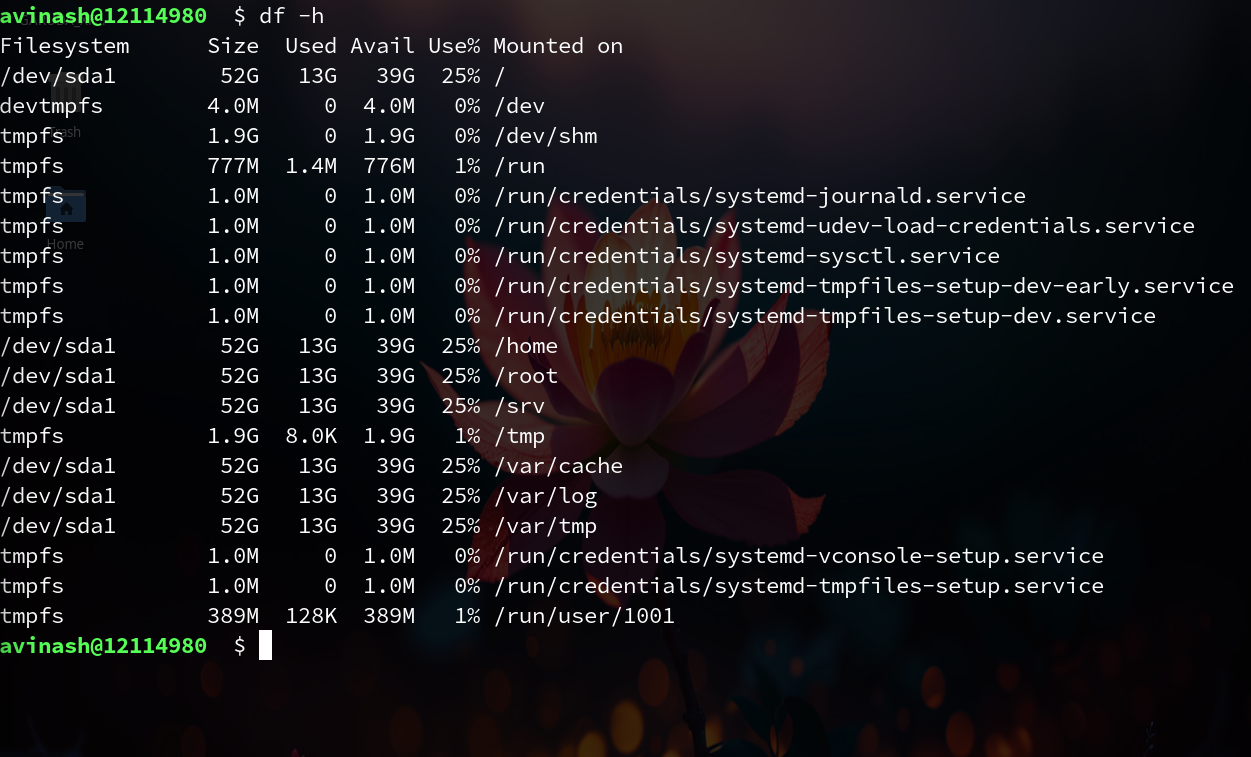 avinash@12114980  $ df -h
Filesystem      Size  Used Avail Use% Mounted on
/dev/sda1        52G   13G   39G  25% /
devtmpfs        4.0M     0  4.0M   0% /dev
tmpfs           1.9G     0  1.9G   0% /dev/shm
tmpfs           777M  1.4M  776M   1% /run
tmpfs           1.0M     0  1.0M   0% /run/credentials/systemd-journald.service
tmpfs           1.0M     0  1.0M   0% /run/credentials/systemd-udev-load-credentials.service
tmpfs           1.0M     0  1.0M   0% /run/credentials/systemd-sysctl.service
tmpfs           1.0M     0  1.0M   0% /run/credentials/systemd-tmpfiles-setup-dev-early.service
tmpfs           1.0M     0  1.0M   0% /run/credentials/systemd-tmpfiles-setup-dev.service
/dev/sda1        52G   13G   39G  25% /home
/dev/sda1        52G   13G   39G  25% /root
/dev/sda1        52G   13G   39G  25% /srv
tmpfs           1.9G  8.0K  1.9G   1% /tmp
/dev/sda1        52G   13G   39G  25% /var/cache
/dev/sda1        52G   13G   39G  25% /var/log
/dev/sda1        52G   13G   39G  25% /var/tmp
tmpfs           1.0M     0  1.0M   0% /run/credentials/systemd-vconsole-setup.service
tmpfs           1.0M     0  1.0M   0% /run/credentials/systemd-tmpfiles-setup.service
tmpfs           389M  128K  389M   1% /run/user/1001
avinash@12114980  $
Trash
Home